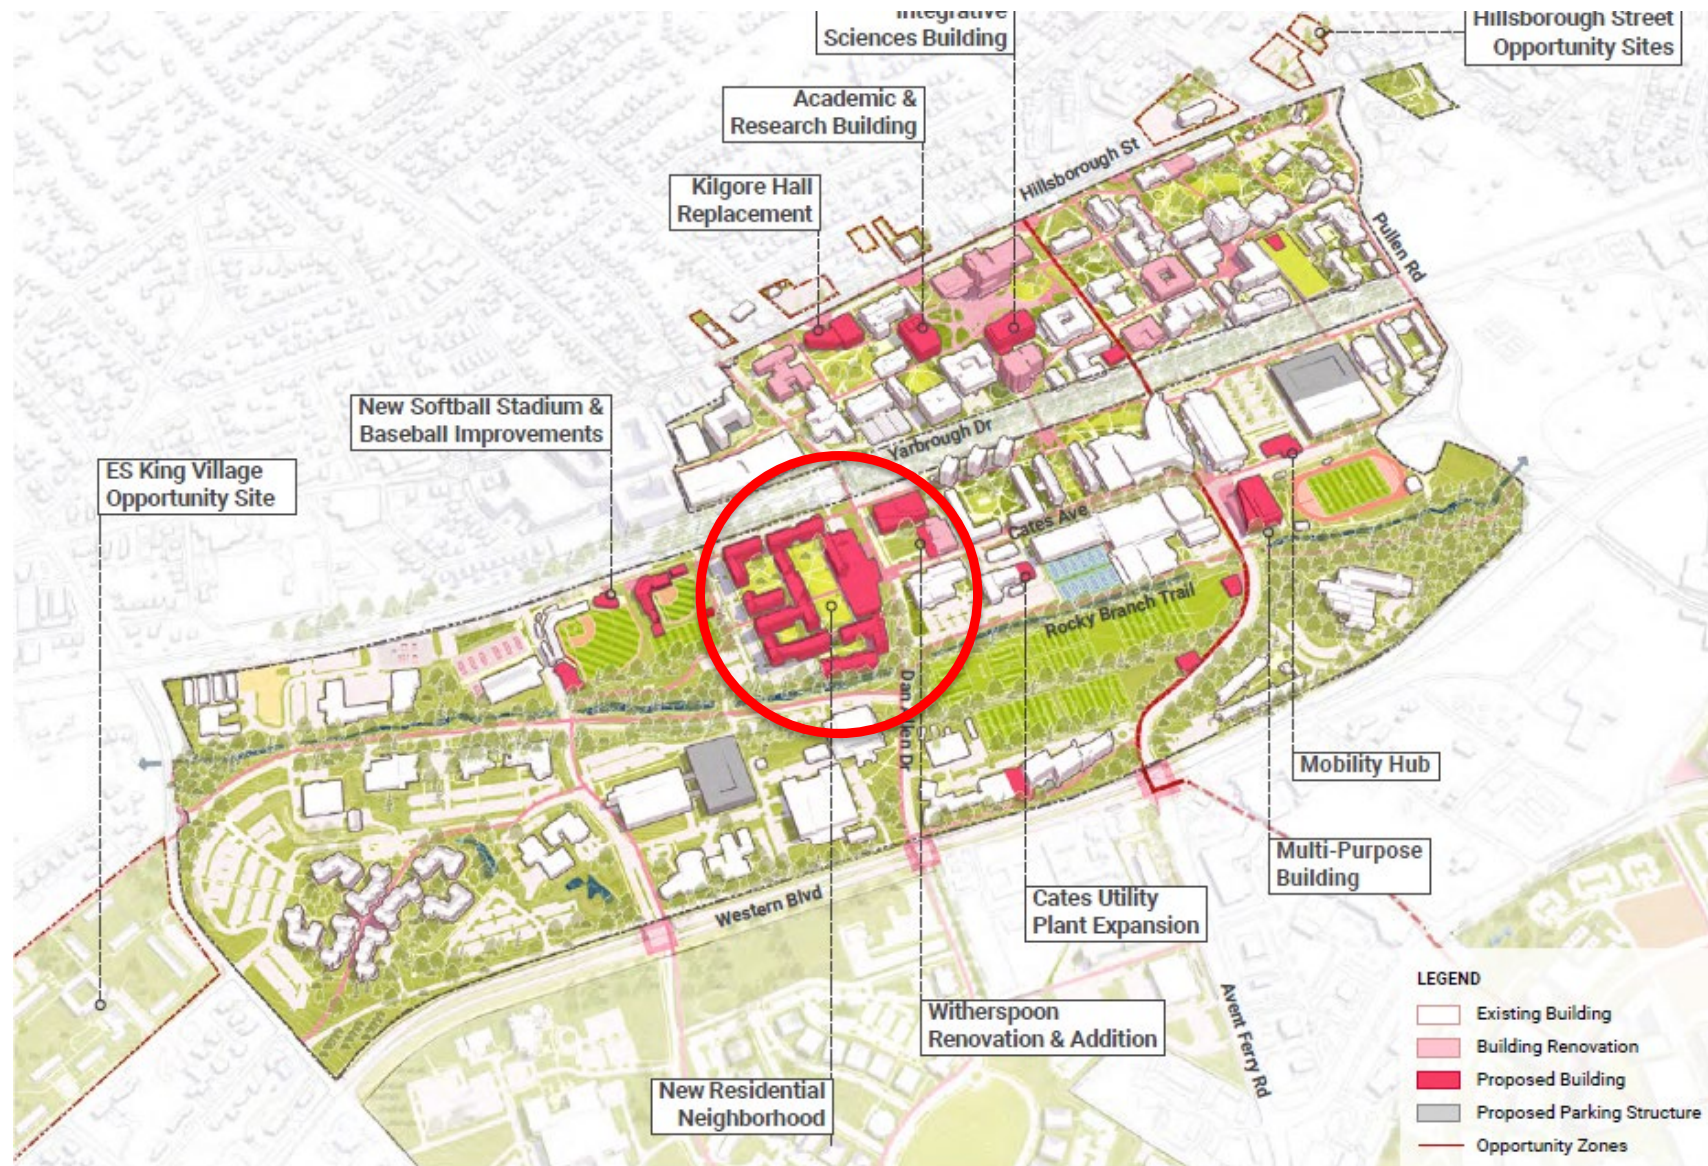 Integrative
Sciences Building
Hillsborough Street
Opportunity Sites
Academic &
Research Building
Kilgore Hall
Replacement
Hillsborough St
Pullen Rd
New Softball Stadium &
Baseball Improvements
Yarbrough Dr
ES King Village
Opportunity Site
Cates Ave
Rocky Branch Trail
Dan Allen Dr
Mobility Hub
Multi-Purpose
Building
Western Blvd
Cates Utility
Plant Expansion
Avent Ferry Rd
Witherspoon
Renovation & Addition
New Residential
Neighborhood
LEGEND
Existing Building
Building Renovation
Proposed Building
Proposed Parking Structure
Opportunity Zones